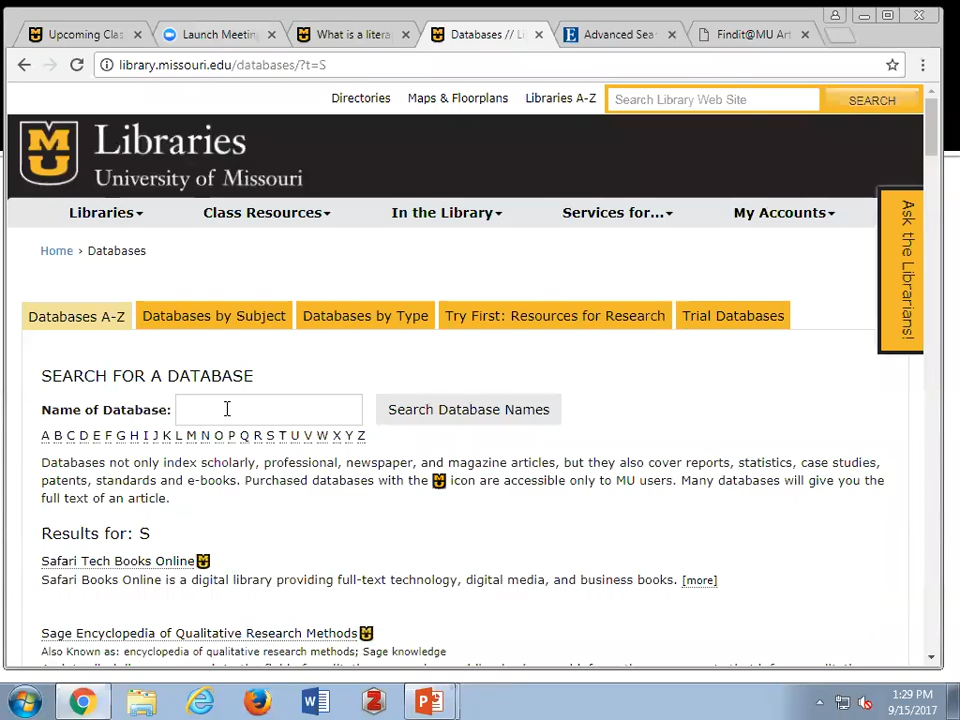 Upcoming Clas
Launch Meetin
What is a litera
Databases // Li
Advanced Sea
Findit@MU Art
library.missouri.edu/databases/?t=S
Directories
Maps & Floorplans
Libraries A-Z
Search Library Web Site
SEARCH
Libraries
University of Missouri
Libraries
Class Resources
In the Library
Services for...
My Accounts
Ask the Librarians!
Home › Databases
Databases A-Z
Databases by Subject
Databases by Type
Try First: Resources for Research
Trial Databases
SEARCH FOR A DATABASE
Name of Database:
Search Database Names
A B C D E F G H I J K L M N O P Q R S T U V W X Y Z
Databases not only index scholarly, professional, newspaper, and magazine articles, but they also cover reports, statistics, case studies,
patents, standards and e-books. Purchased databases with the icon are accessible only to MU users. Many databases will give you the
full text of an article.
Results for: S
Safari Tech Books Online
Safari Books Online is a digital library providing full-text technology, digital media, and business books. [more]
Sage Encyclopedia of Qualitative Research Methods
Also Known as: encyclopedia of qualitative research methods; Sage knowledge
1:29 PM
9/15/2017